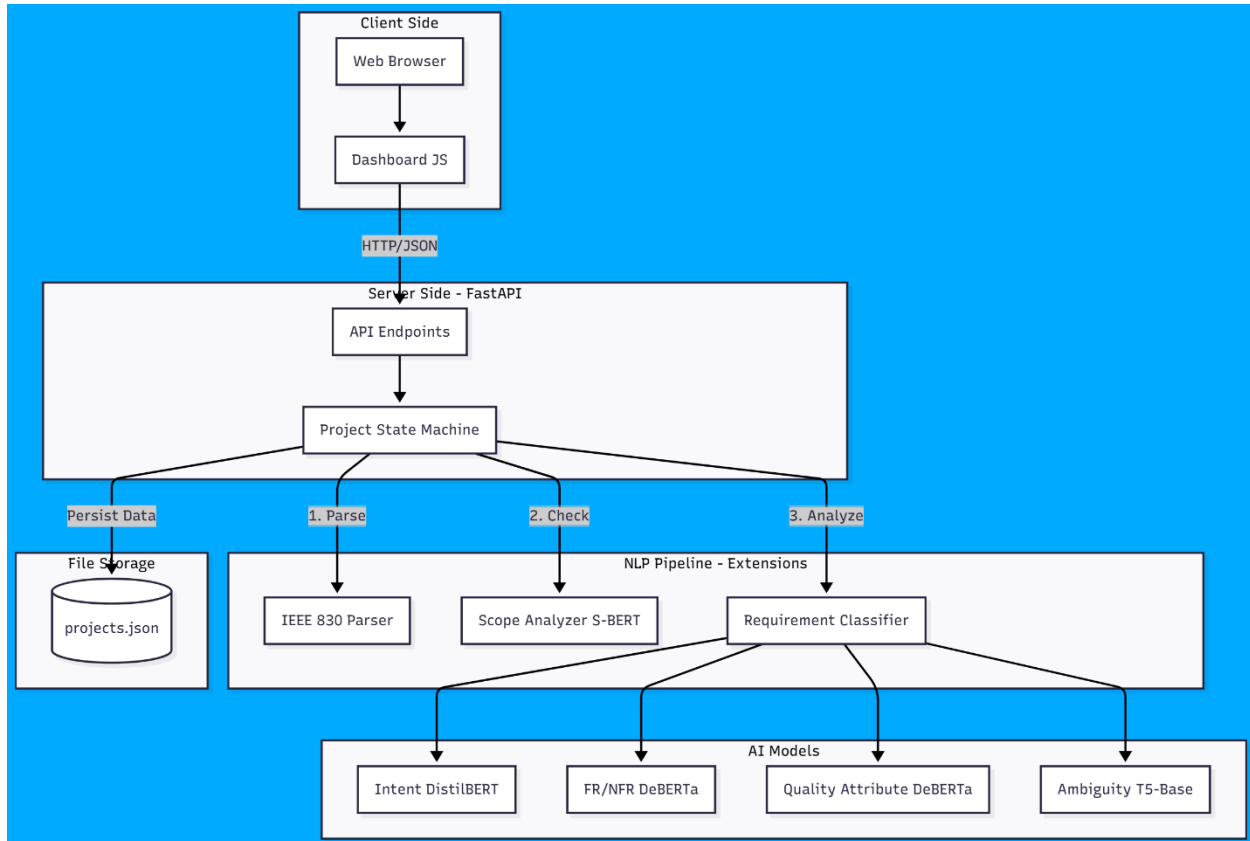 Client Side
Web Browser
Dashboard JS
HTTP/JSON
Server Side - FastAPI
API Endpoints
Project State Machine
Persist Data
1. Parse
2. Check
3. Analyze
File Storage
projects.json
NLP Pipeline - Extensions
IEEE 830 Parser
Scope Analyzer S-BERT
Requirement Classifier
AI Models
Intent DistilBERT
FR/NFR DeBERTa
Quality Attribute DeBERTa
Ambiguity T5-Base